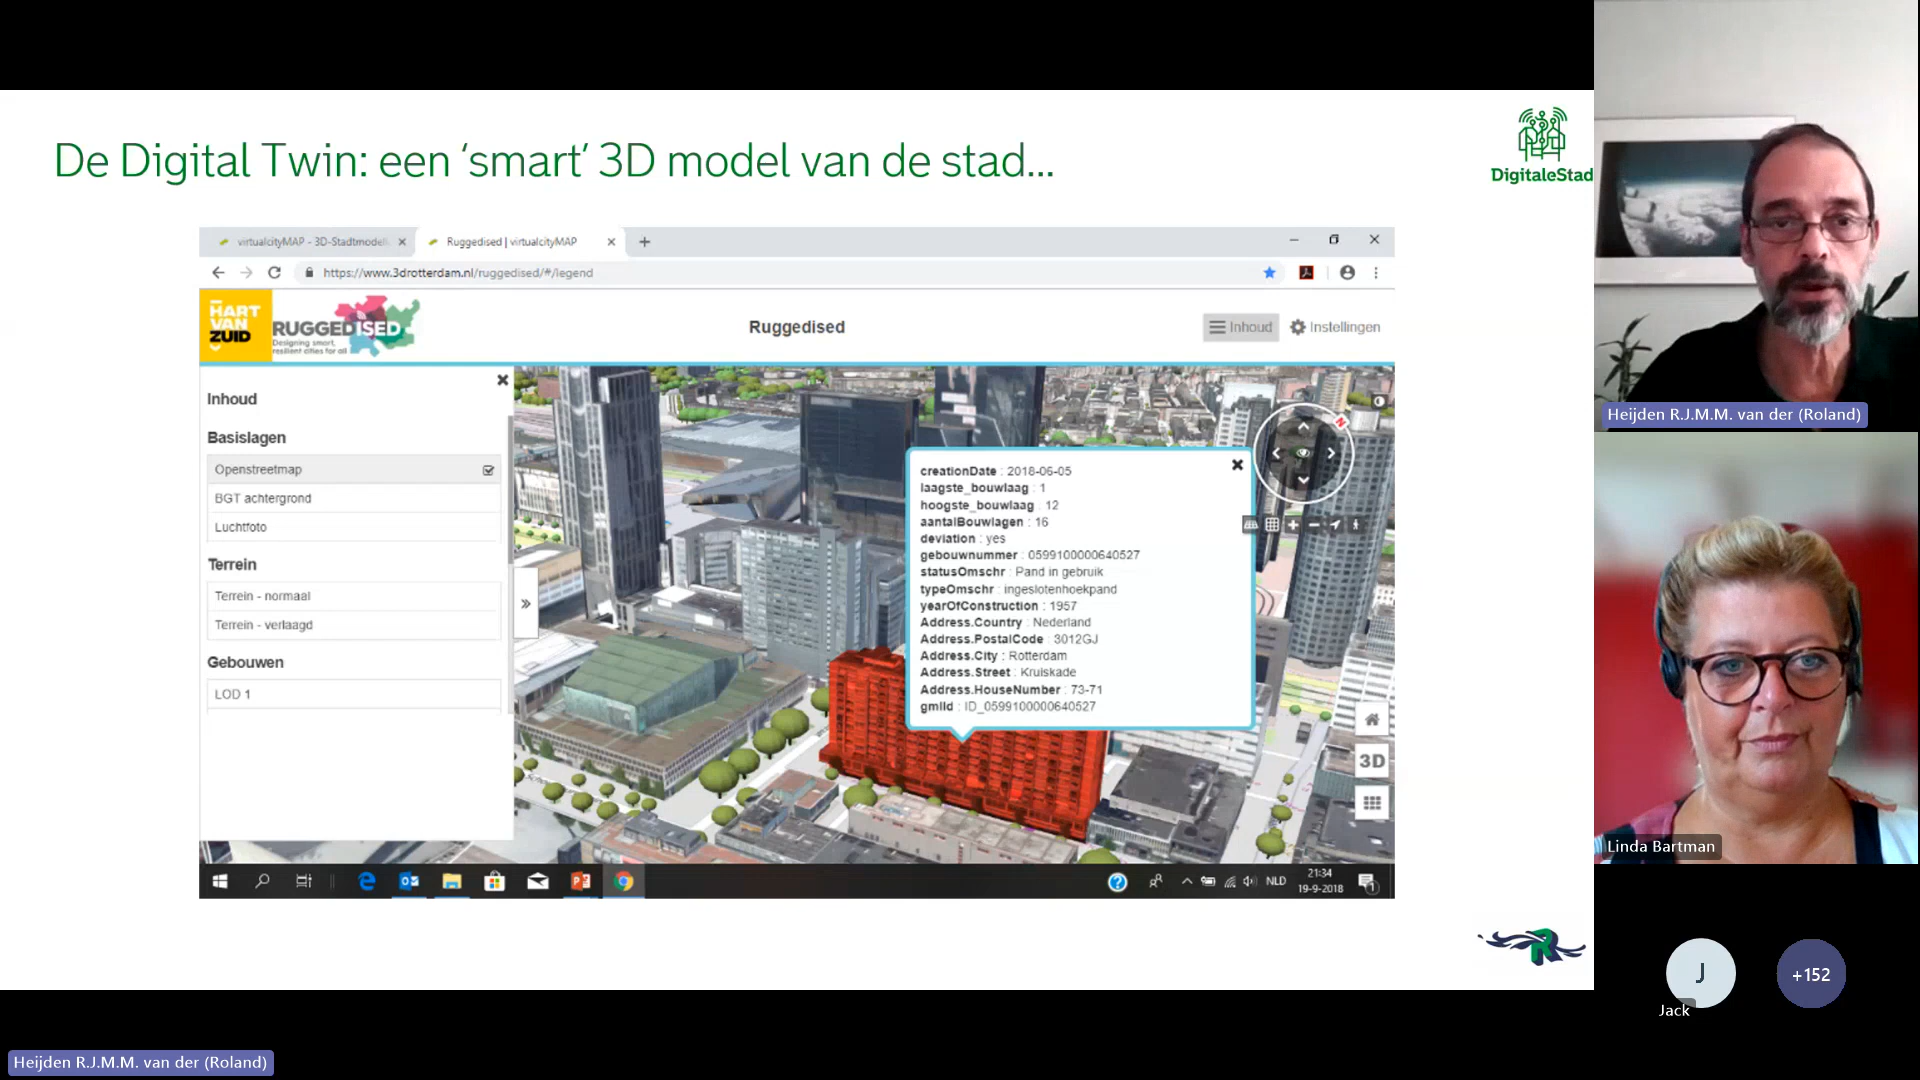 De Digital Twin: een ‘smart’ 3D model van de stad...
DigitaleStad
virtualcityMAP - 3D-Stadtmodell
Ruggedised | virtualcityMAP
https://www.3drotterdam.nl/ruggedised/#/legend
HART
VAN
ZUID
RUGGEDISED
Designing smart,
resilient cities for all
Ruggedised
Inhoud
Instellingen
Inhoud
Basislagen
Openstreetmap
BGT achtergrond
Luchtfoto
Terrein
Terrein - normaal
Terrein - verlaagd
Gebouwen
LOD 1
creationDate : 2018-06-05
laagste_bouwlaag : 1
hoogste_bouwlaag : 12
aantalBouwlagen : 16
deviation : yes
gebouwnummer : 0599100000640527
statusOmschr : Pand in gebruik
typeOmschr : ingeslotenhoekpand
yearOfConstruction : 1957
Address.Country : Nederland
Address.PostalCode : 3012GJ
Address.City : Rotterdam
Address.Street : Kruiskade
Address.HouseNumber : 73-71
gmlId : ID_0599100000640527
N
3D
NLD
21:34
19-9-2018
1
R
Heijden R.J.M.M. van der (Roland)
Linda Bartman
J
Jack
+152
Heijden R.J.M.M. van der (Roland)